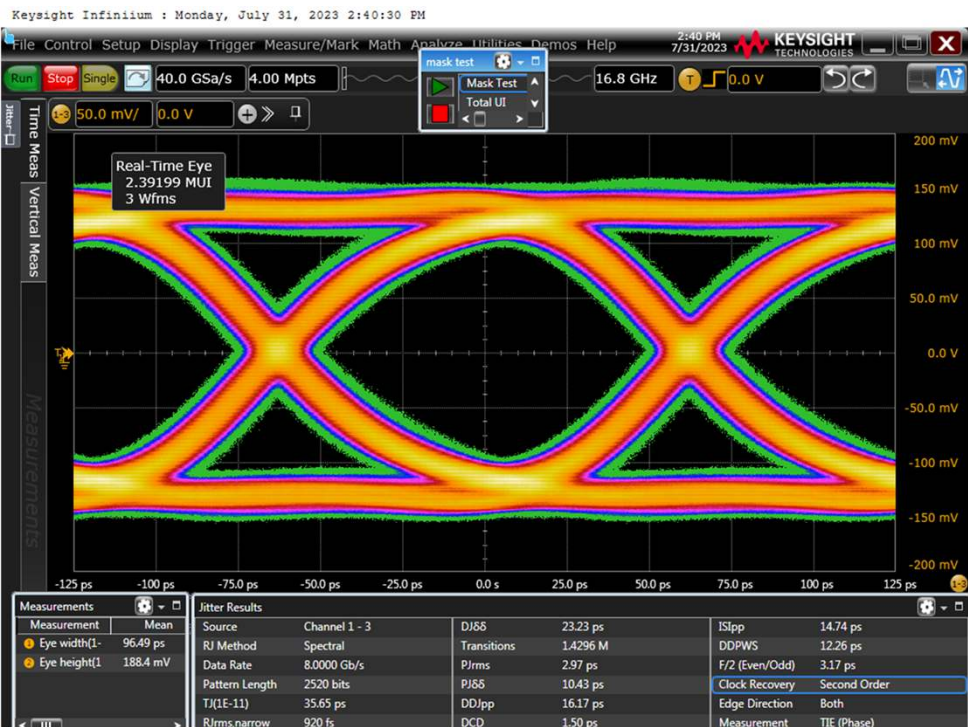 Keysight Infiniium : Monday, July 31, 2023 2:40:30 PM
File Control Setup Display Trigger Measure/Mark Math Analyze Utilities Demos Help
2:40 PM
7/31/2023
KEYSIGHT
TECHNOLOGIES
mask test
Run Stop Single 40.0 GSa/s 4.00 Mpts
Mask Test
Total UI
16.8 GHz T 0.0 V
1-3 50.0 mV/ 0.0 V
Jitter
Time Meas
Vertical Meas
Measurements
Real-Time Eye
2.39199 MUI
3 Wfms
200 mV
150 mV
100 mV
50.0 mV
0.0 V
-50.0 mV
-100 mV
-150 mV
-200 mV
-125 ps -100 ps -75.0 ps -50.0 ps -25.0 ps 0.0 s 25.0 ps 50.0 ps 75.0 ps 100 ps 125 ps 1-3
Measurements
Measurement Mean
1 Eye width(1- 96.49 ps
2 Eye height(1 188.4 mV
Jitter Results
Source Channel 1 - 3 DJδδ 23.23 ps ISIpp 14.74 ps
RJ Method Spectral Transitions 1.4296 M DDPWS 12.26 ps
Data Rate 8.0000 Gb/s PJrms 2.97 ps F/2 (Even/Odd) 3.17 ps
Pattern Length 2520 bits PJδδ 10.43 ps Clock Recovery Second Order
TJ(1E-11) 35.65 ps DDJpp 16.17 ps Edge Direction Both
RJrms,narrow 920 fs DCD 1.50 ps Measurement TIE (Phase)